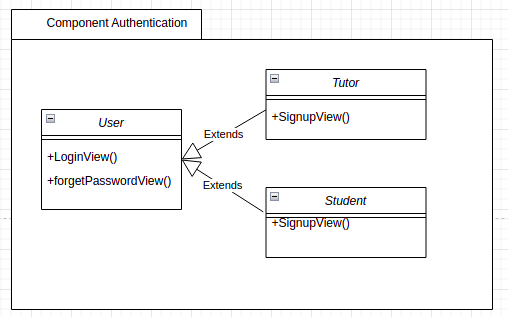 Component Authentication
User
+LoginView()
+forgetPasswordView()
Extends
Extends
Tutor
+SignupView()
Student
+SignupView()